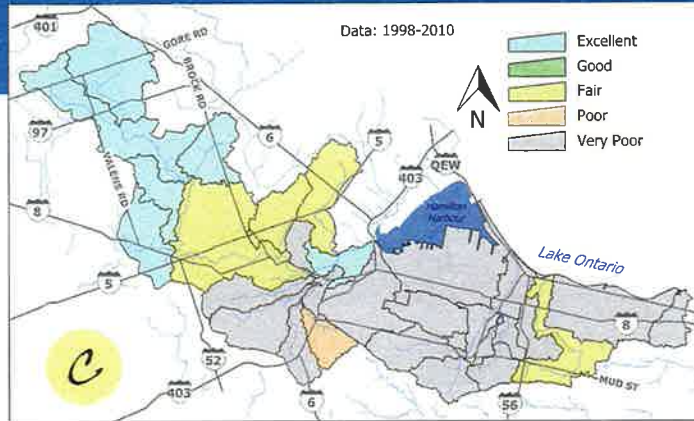 Data: 1998-2010
Excellent
Good
Fair
Poor
Very Poor
N
401
GORE RD
BROCK RD
97
VALENS RD
6
5
403
QEW
8
Hamilton
Harbour
Lake Ontario
5
8
52
403
6
56
MUD ST
C